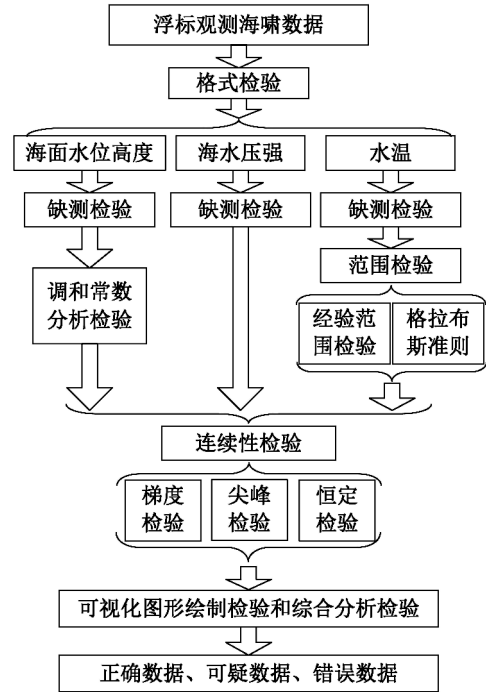 浮标观测海啸数据
格式检验
海面水位高度
海水压强
水温
缺测检验
缺测检验
缺测检验
范围检验
调和常数
分析检验
经验范
围检验
格拉布
斯准则
连续性检验
梯度
检验
尖峰
检验
恒定
检验
可视化图形绘制检验和综合分析检验
正确数据、可疑数据、错误数据